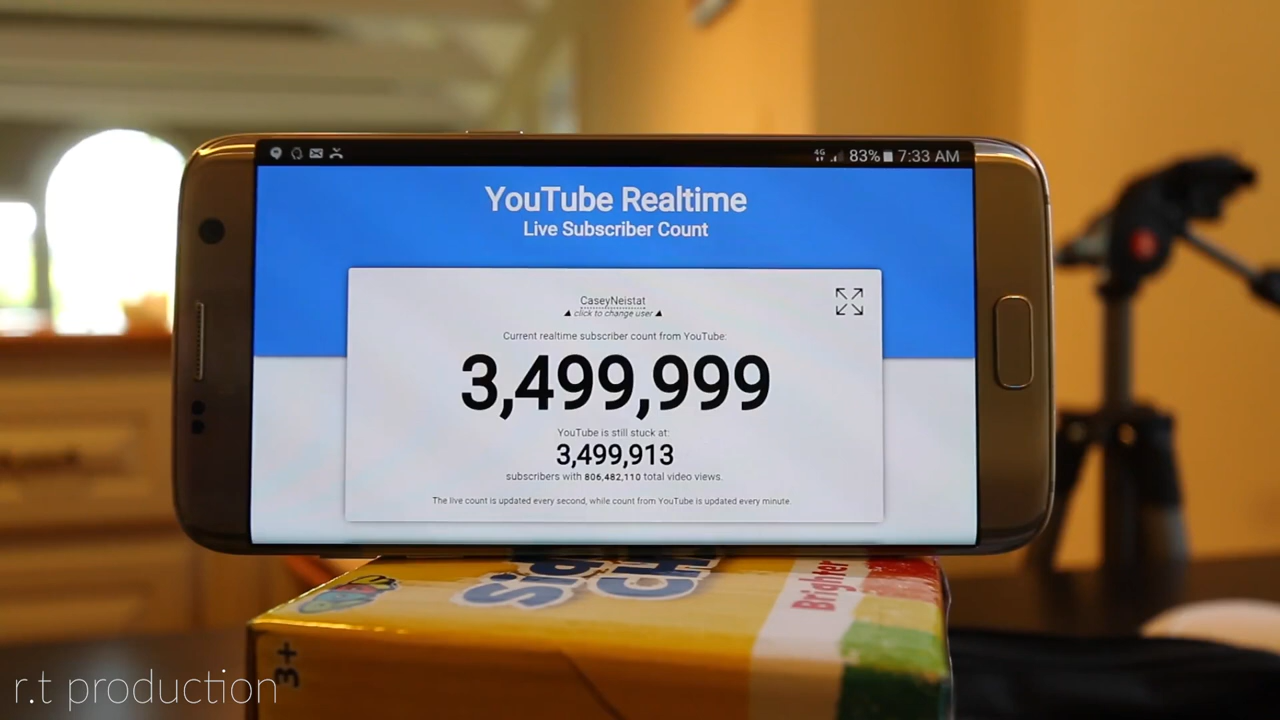 4G 83% 7:33 AM
YouTube Realtime
Live Subscriber Count
CaseyNeistat
▲ click to change user ▲
Current realtime subscriber count from YouTube:
3,499,999
YouTube is still stuck at:
3,499,913
subscribers with 806,482,110 total video views.
The live count is updated every second, while count from YouTube is updated every minute.
Brighter
3+
r.t production